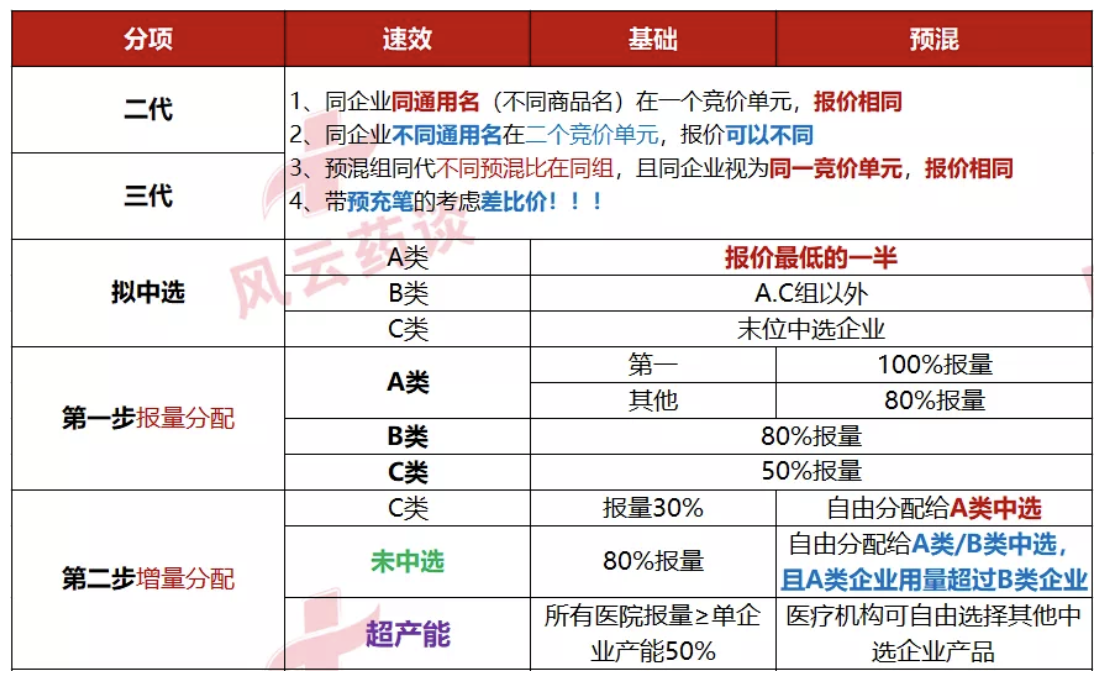 分项 速效 基础 预混
二代
三代
1、同企业同通用名（不同商品名）在一个竞价单元，报价相同
2、同企业不同通用名在二个竞价单元，报价可以不同
3、预混组同代不同预混比在同组，且同企业视为同一竞价单元，报价相同
4、带预充笔的考虑差比价！！！
拟中选
A类 报价最低的一半
B类 A.C组以外
C类 末位中选企业
第一步报量分配
A类
第一 100%报量
其他 80%报量
B类 80%报量
C类 50%报量
第二步增量分配
C类 报量30% 自由分配给A类中选
未中选 80%报量
自由分配给A类/B类中选，
且A类企业用量超过B类企业
超产能
所有医院报量≥单企
业产能50%
医疗机构可自由选择其他中
选企业产品
风云药谈